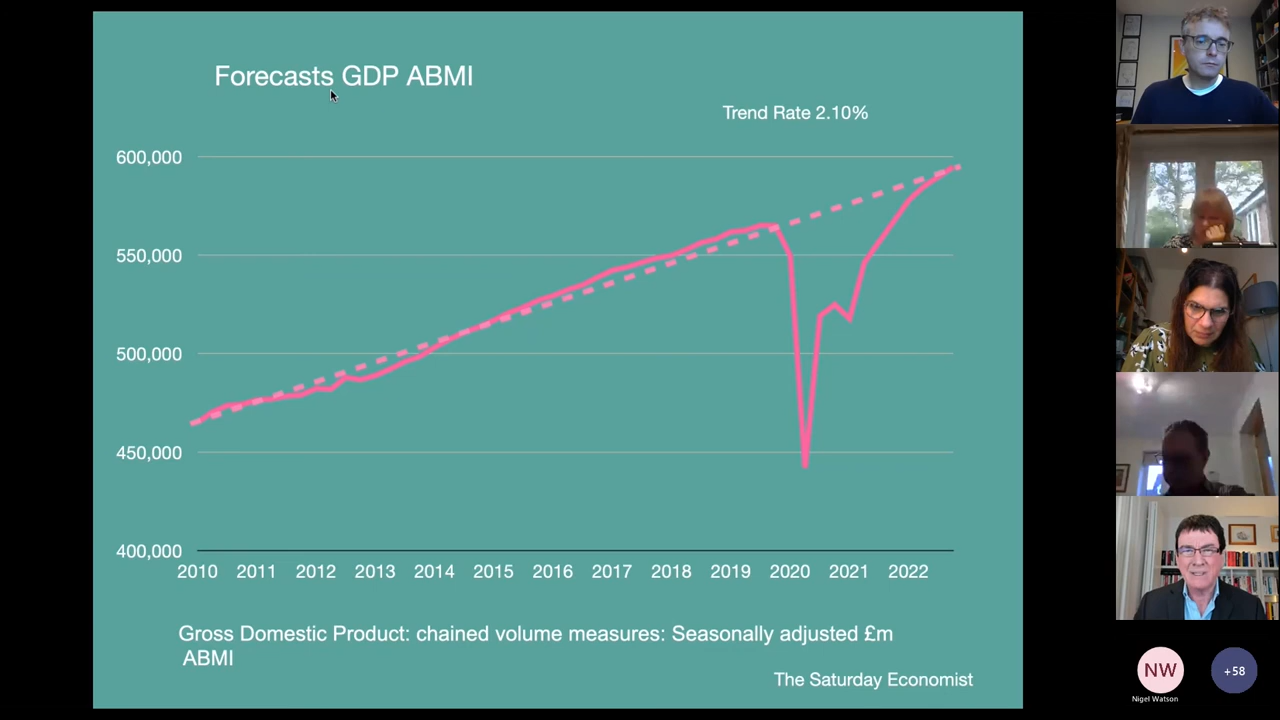 Forecasts GDP ABMI
Trend Rate 2.10%
600,000
550,000
500,000
450,000
400,000
2010 2011 2012 2013 2014 2015 2016 2017 2018 2019 2020 2021 2022
Gross Domestic Product: chained volume measures: Seasonally adjusted £m
ABMI
The Saturday Economist
NW
+58
Nigel Watson